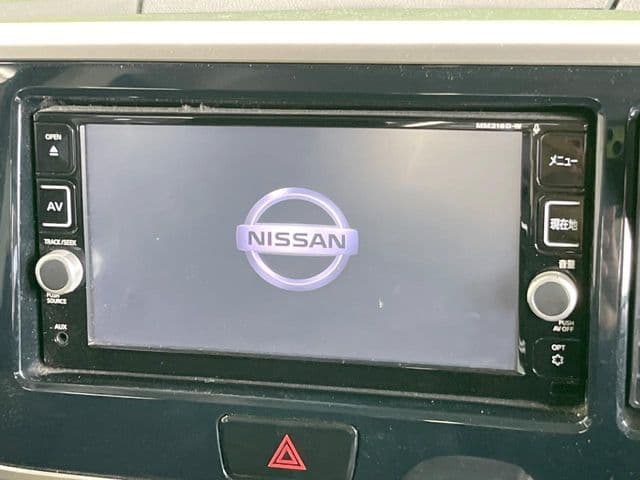 MM316D-W
OPEN
メニュー
AV
現在地
TRACK/SEEK
NISSAN
音量
PUSH
SOURCE
PUSH
AV OFF
AUX
OPT